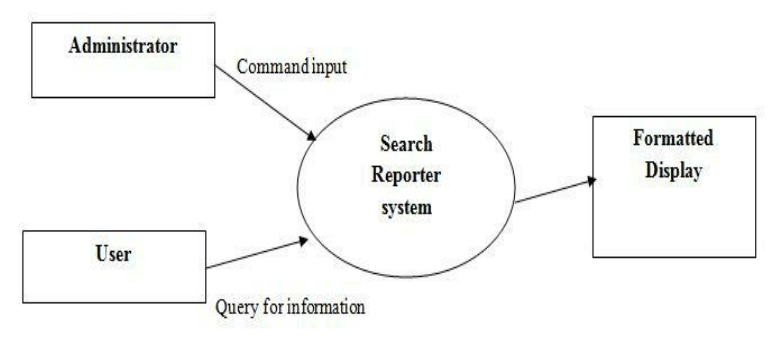 Administrator
Command input
Search
Reporter
system
Formatted
Display
User
Query for information